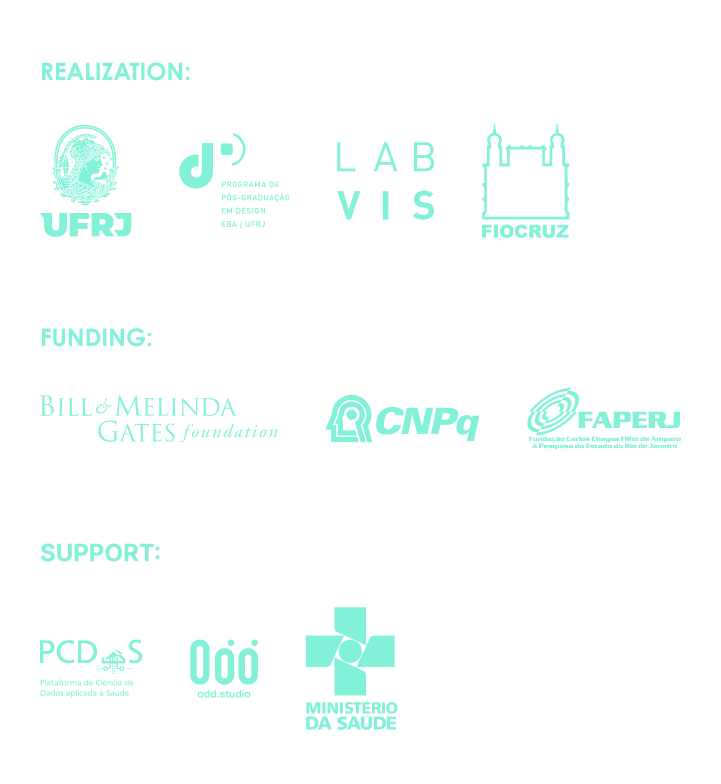 REALIZATION:
UFRJ
PROGRAMA DE
PÓS-GRADUAÇÃO
EM DESIGN
EBA | UFRJ
LAB
VIS
FIOCRUZ
FUNDING:
BILL & MELINDA
GATES foundation
CNPq
FAPERJ
Fundação Carlos Chagas Filho de Amparo
à Pesquisa do Estado do Rio de Janeiro
SUPPORT:
PCDaS
Plataforma de Ciência de
Dados aplicada à Saúde
odd.studio
MINISTÉRIO
DA SAÚDE